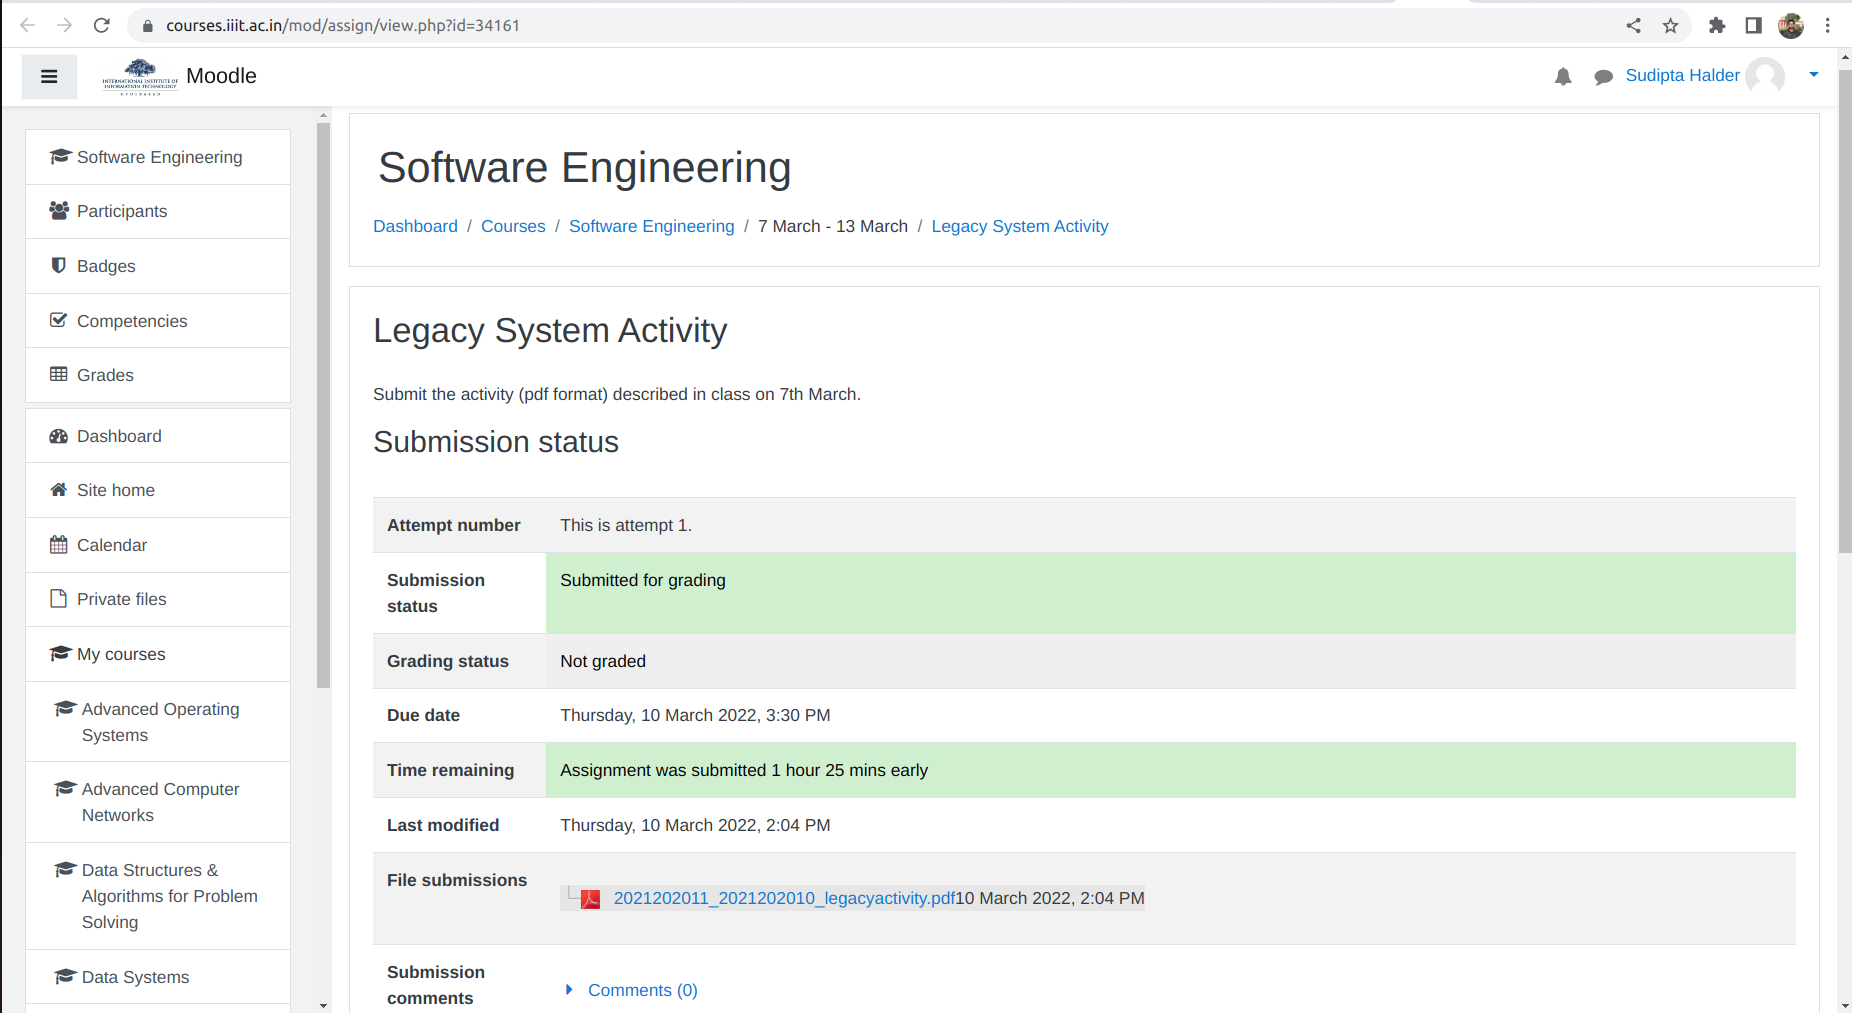 courses.iiit.ac.in/mod/assign/view.php?id=34161
INTERNATIONAL INSTITUTE OF
INFORMATION TECHNOLOGY
HYDERABAD
Moodle
Sudipta Halder
Software Engineering
Participants
Badges
Competencies
Grades
Dashboard
Site home
Calendar
Private files
My courses
Advanced Operating
Systems
Advanced Computer
Networks
Data Structures &
Algorithms for Problem
Solving
Data Systems
Software Engineering
Dashboard / Courses / Software Engineering / 7 March - 13 March / Legacy System Activity
Legacy System Activity
Submit the activity (pdf format) described in class on 7th March.
Submission status
Attempt number This is attempt 1.
Submission
status
Submitted for grading
Grading status Not graded
Due date Thursday, 10 March 2022, 3:30 PM
Time remaining Assignment was submitted 1 hour 25 mins early
Last modified Thursday, 10 March 2022, 2:04 PM
File submissions
2021202011_2021202010_legacyactivity.pdf10 March 2022, 2:04 PM
Submission
comments
Comments (0)